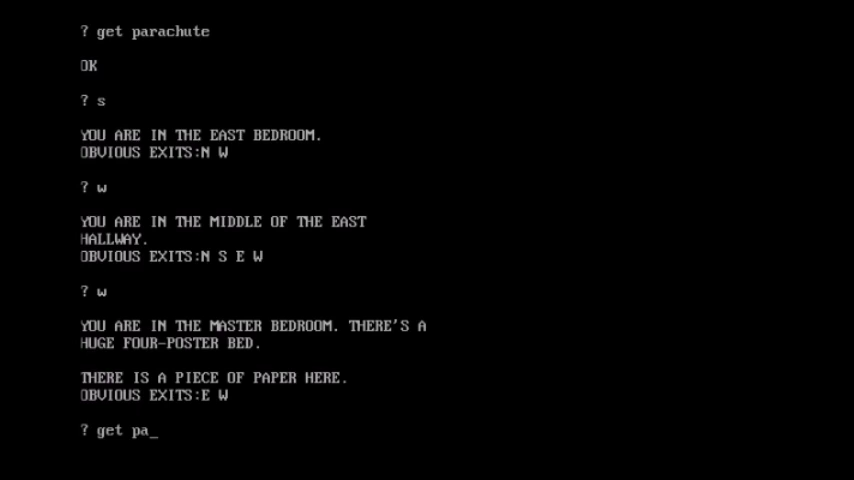 ? get parachute
OK
? s
YOU ARE IN THE EAST BEDROOM.
OBVIOUS EXITS:N W
? w
YOU ARE IN THE MIDDLE OF THE EAST
HALLWAY.
OBVIOUS EXITS:N S E W
? w
YOU ARE IN THE MASTER BEDROOM. THERE'S A
HUGE FOUR-POSTER BED.
THERE IS A PIECE OF PAPER HERE.
OBVIOUS EXITS:E W
? get pa_